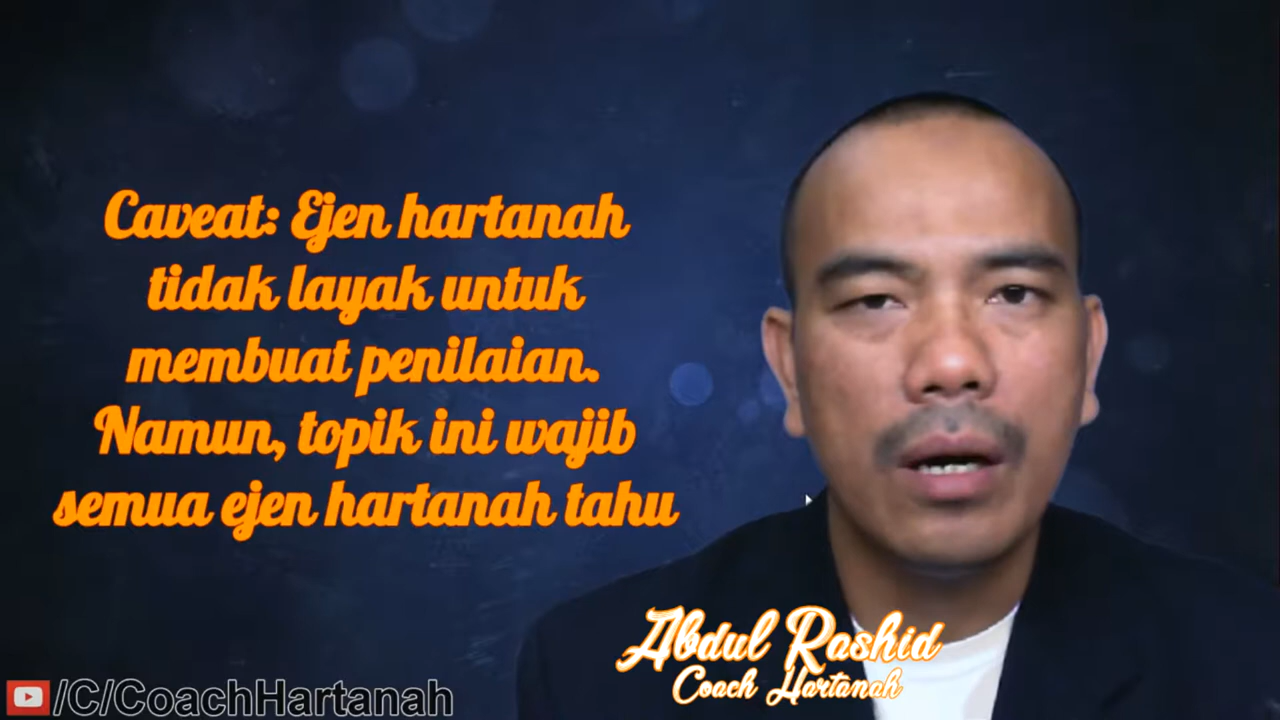 Caveat: Ejen hartanah
tidak layak untuk
membuat penilaian.
Namun, topik ini wajib
semua ejen hartanah tahu
Abdul Rashid
Coach Hartanah
/C/CoachHartanah